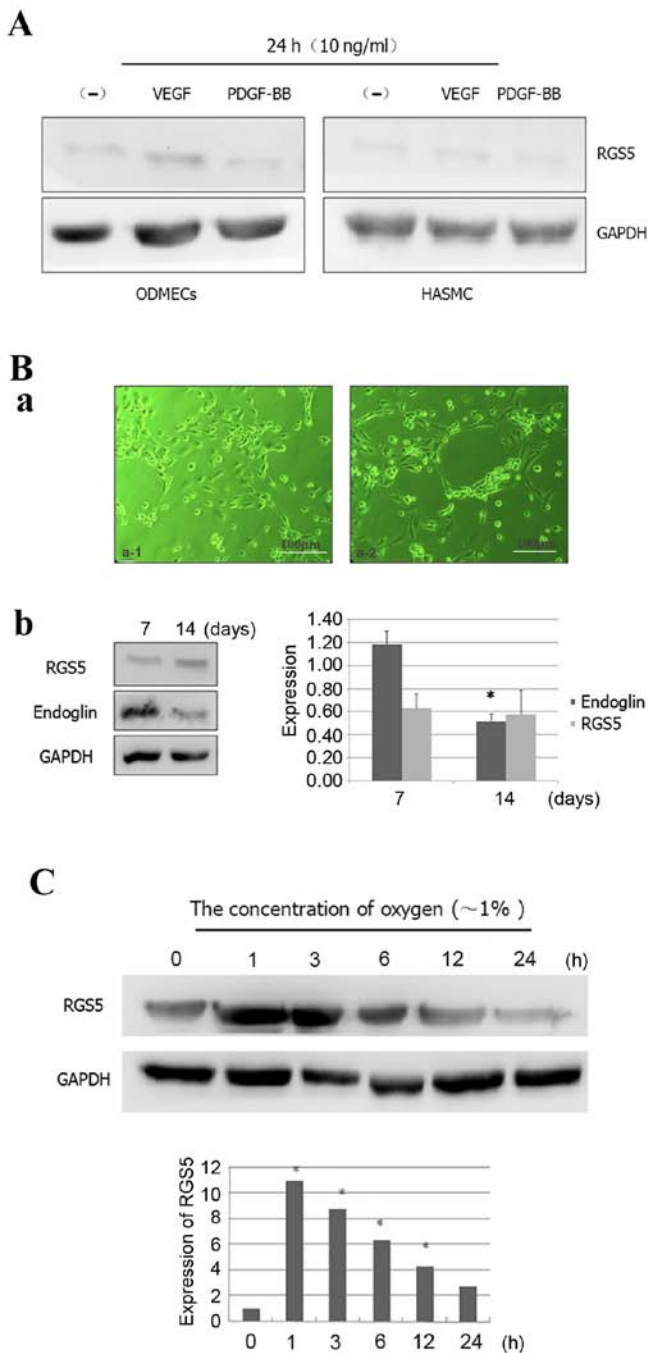 A
24 h (10 ng/ml)
(-) VEGF PDGF-BB (-) VEGF PDGF-BB
RGS5
GAPDH
ODMECs HASMC
B
a
a-1 100μm a-2 100μm
b
7 14 (days)
RGS5
Endoglin
GAPDH
1.40
1.20
1.00
0.80
0.60
0.40
0.20
0.00
Expression
*
Endoglin
RGS5
7 14 (days)
C
The concentration of oxygen (~1%)
0 1 3 6 12 24 (h)
RGS5
GAPDH
Expression of RGS5
12
10
8
6
4
2
0
* * * *
0 1 3 6 12 24 (h)